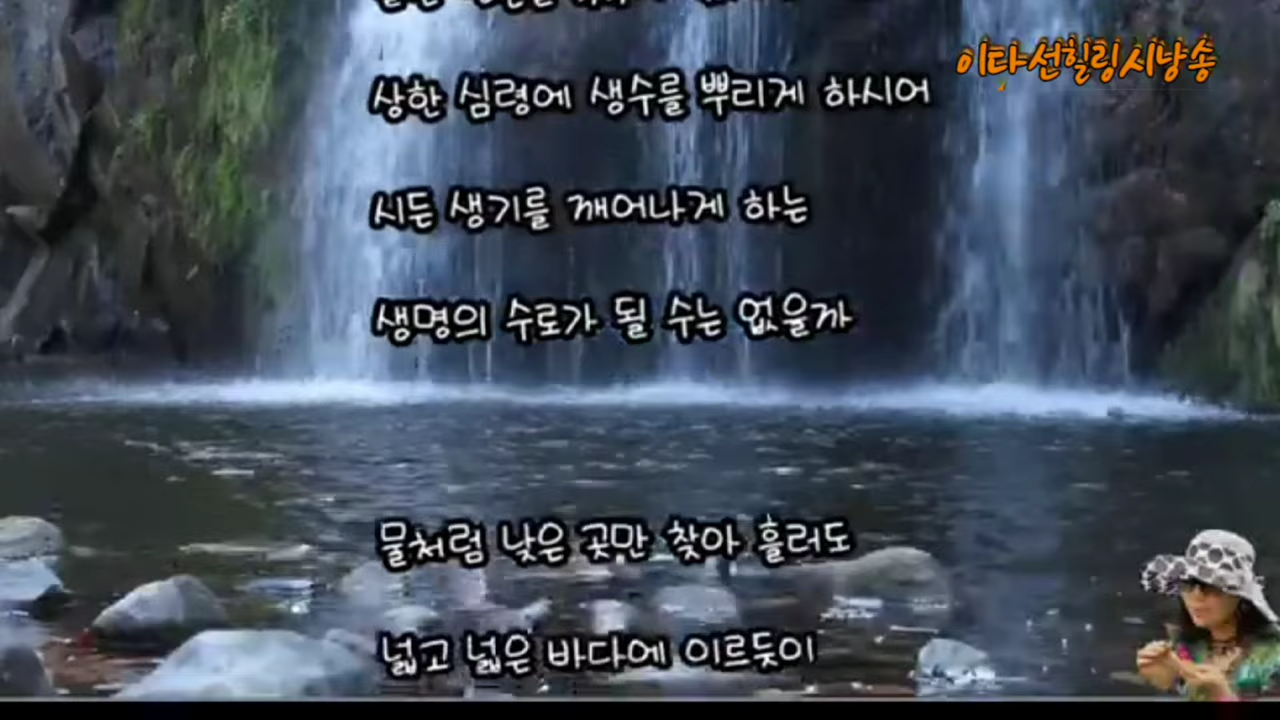 이타선힐링시낭송
상한 심령에 생수를 뿌리게 하시어
시든 생기를 깨어나게 하는
생명의 수로가 될 수는 없을까
물처럼 낮은 곳만 찾아 흘러도
넓고 넓은 바다에 이르듯이